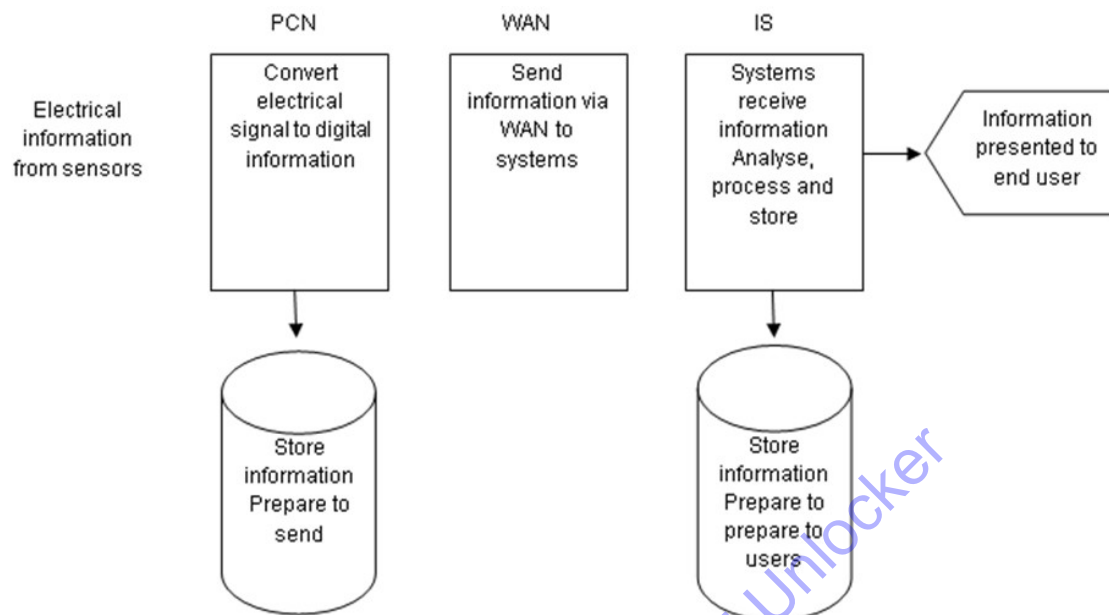 PCN
WAN
IS
Electrical
information
from sensors
Convert
electrical
signal to digital
information
Send
information via
WAN to
systems
Systems
receive
information
Analyse,
process and
store
Information
presented to
end user
Store
information
Prepare to
send
Store
information
Prepare to
prepare to
users
Unlocker